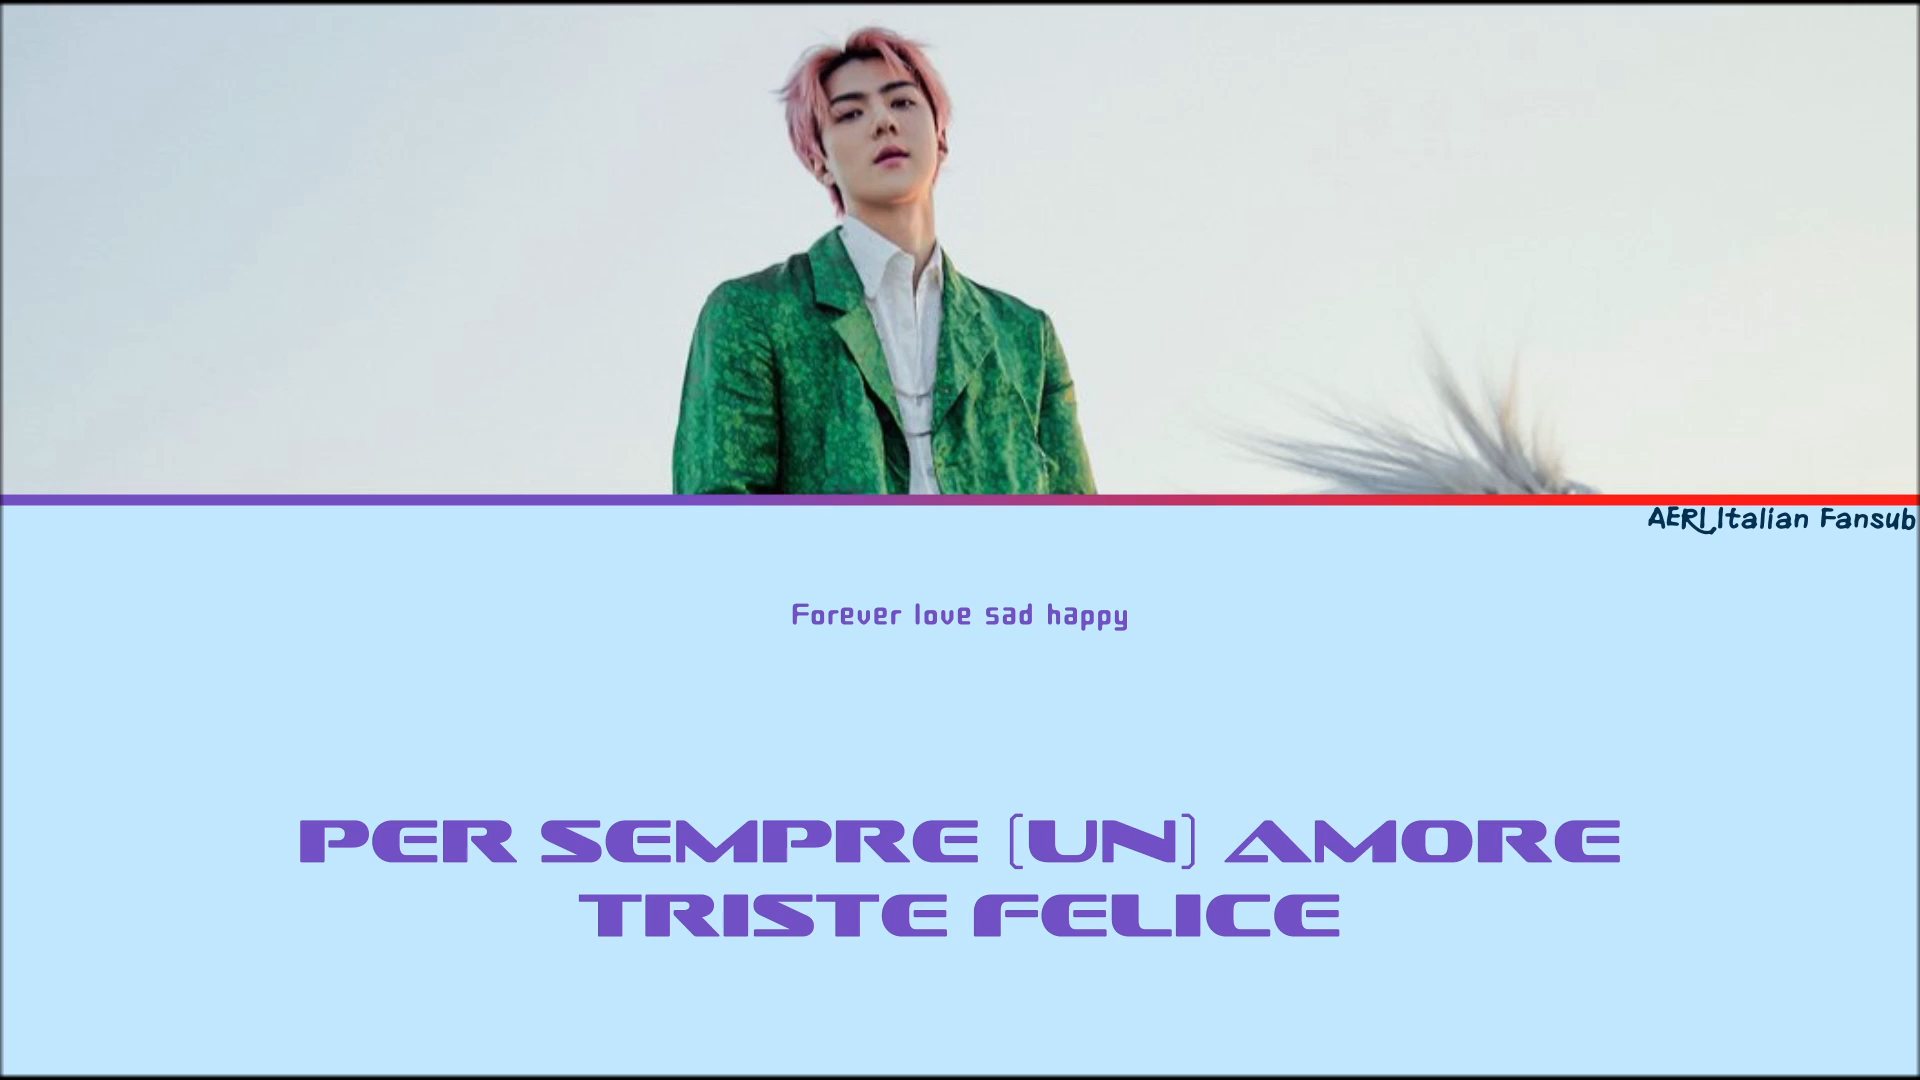 AERI Italian Fansub
Forever love sad happy
PER SEMPRE (UN) AMORE
TRISTE FELICE